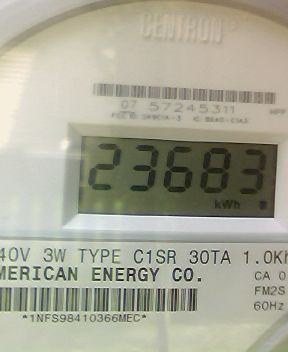 CENTRON
07 57245311
23683
kWh
40V 3W TYPE C1SR 30TA 1.0Kh
MERICAN ENERGY CO.
CA 0
FM2S
60Hz
*1NFS98410366MEC*